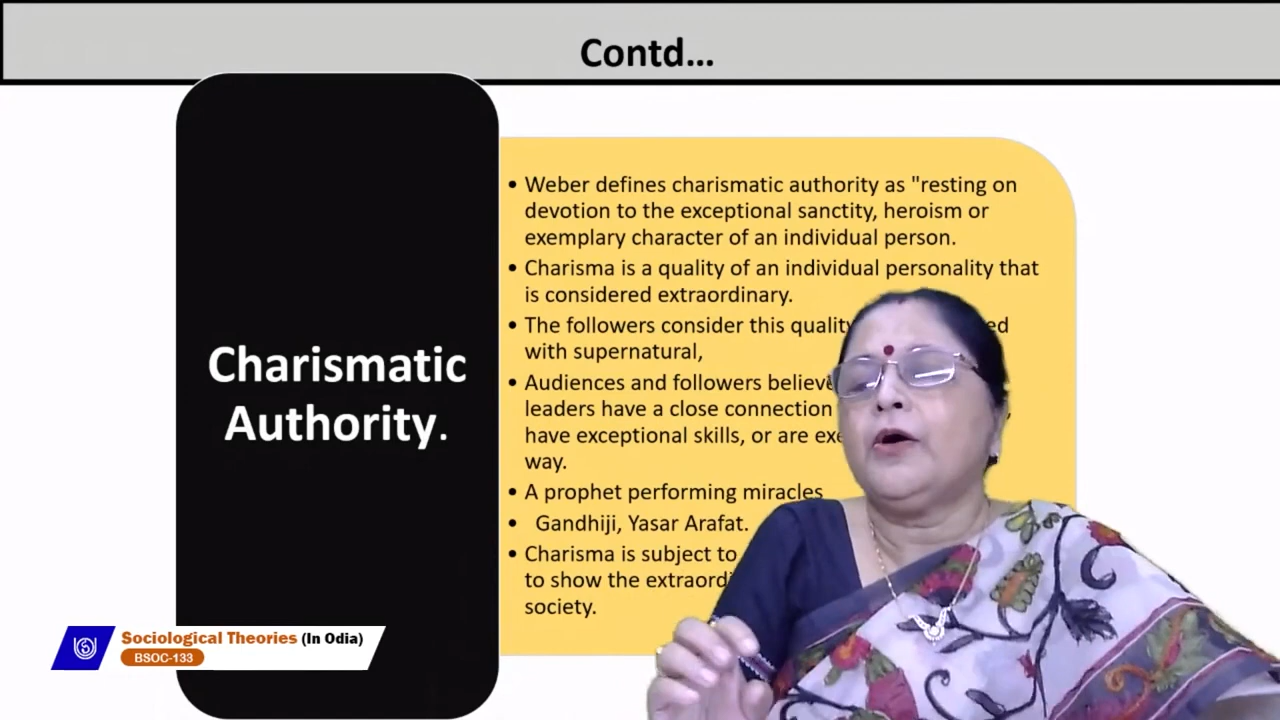 Contd...
Charismatic
Authority.
• Weber defines charismatic authority as "resting on
devotion to the exceptional sanctity, heroism or
exemplary character of an individual person.
• Charisma is a quality of an individual personality that
is considered extraordinary.
• The followers consider this quality
with supernatural,
• Audiences and followers believe
leaders have a close connection
have exceptional skills, or are
way.
• A prophet performing miracles
• Gandhiji, Yasar Arafat.
• Charisma is subject to
to show the
society.
Sociological Theories (In Odia)
BSOC-133